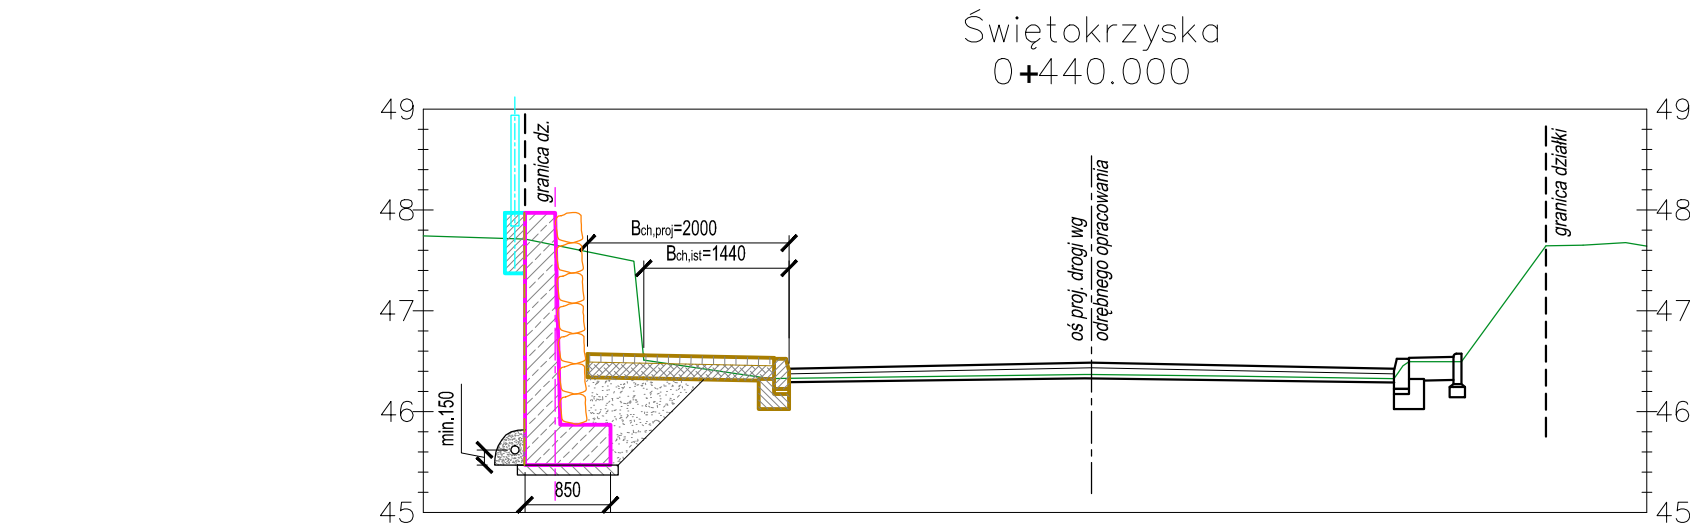 Świętokrzyska
0+440.000
49
49
granica dz.
oś proj. drogi wg
odrębnego opracowania
granica działki
48
48
Bch,proj=2000
Bch,ist=1440
47
47
46
46
min.150
850
45
45